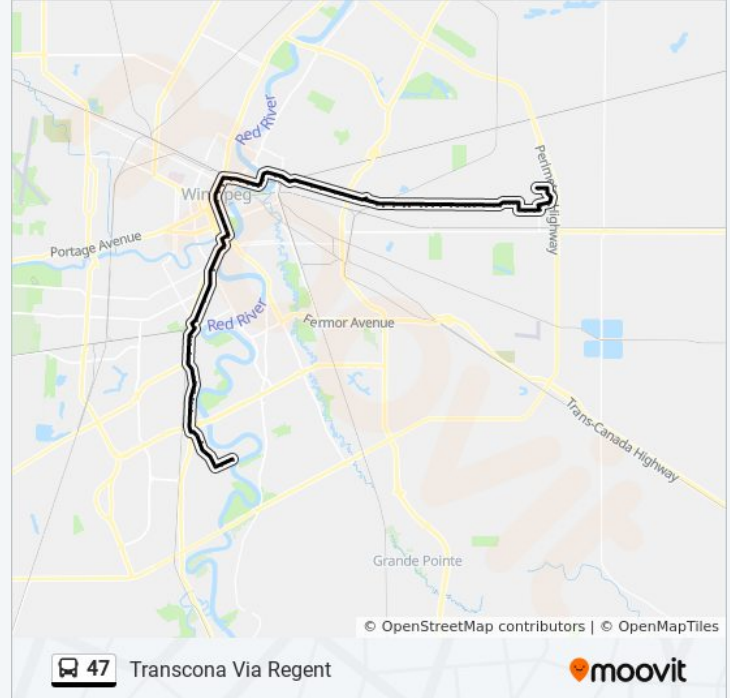 Red River
Perimeter Highway
Winnipeg
Portage Avenue
Red River
Fermor Avenue
Trans-Canada Highway
Grande Pointe
© OpenStreetMap contributors | © OpenMapTiles
47 Transcona Via Regent
moovit